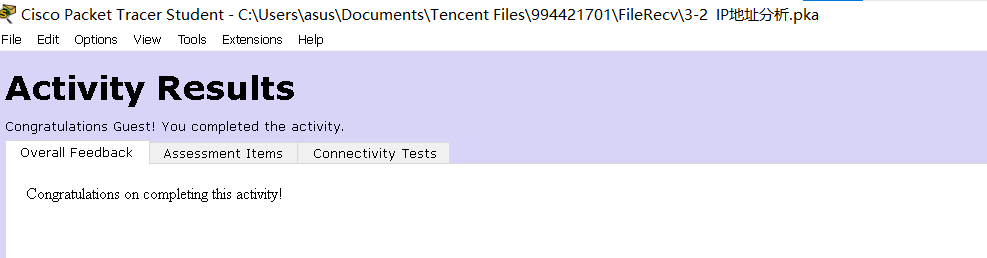 Cisco Packet Tracer Student - C:\Users\asus\Documents\Tencent Files\994421701\FileRecv\3-2 IP地址分析.pka
File Edit Options View Tools Extensions Help
Activity Results
Congratulations Guest! You completed the activity.
Overall Feedback Assessment Items Connectivity Tests
Congratulations on completing this activity!